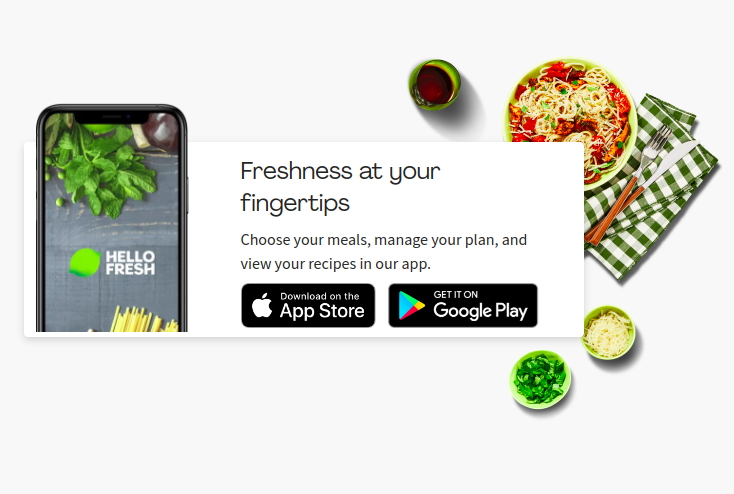 HELLO
FRESH
Freshness at your
fingertips
Choose your meals, manage your plan, and
view your recipes in our app.
Download on the
App Store
GET IT ON
Google Play